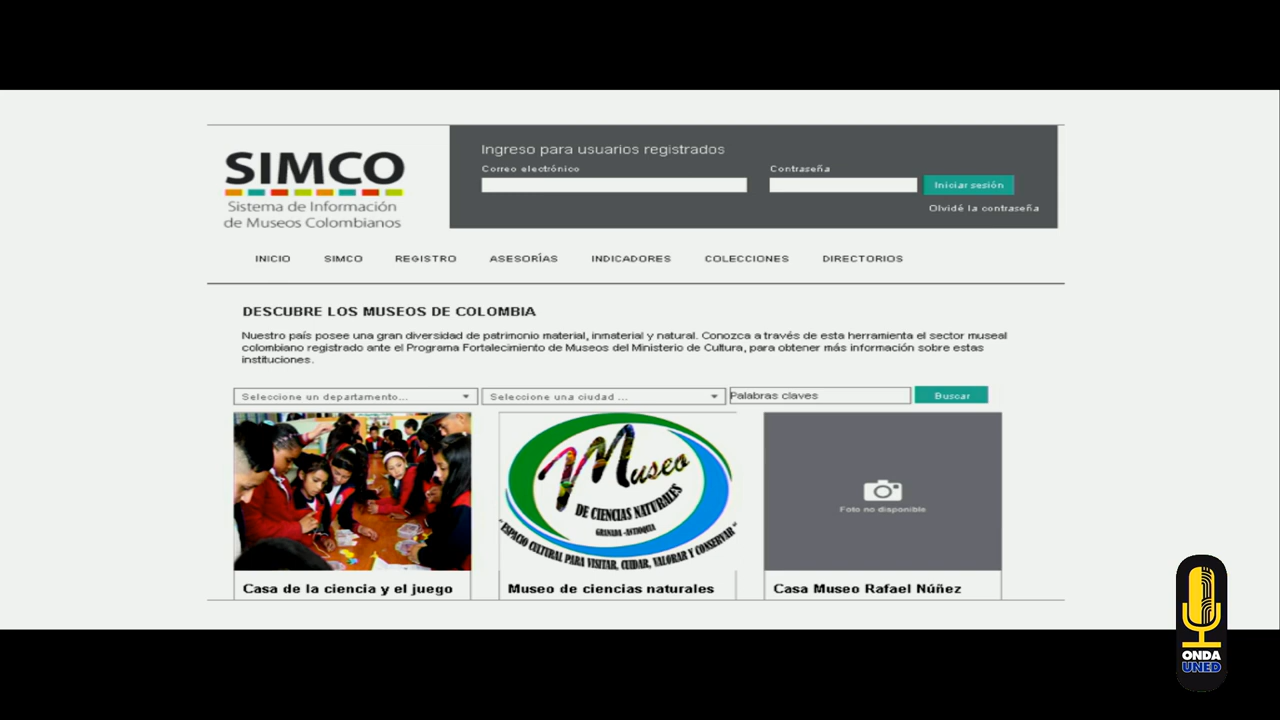 SIMCO
Sistema de Información
de Museos Colombianos
Ingreso para usuarios registrados
Correo electrónico
Contraseña
Iniciar sesión
Olvidé la contraseña
INICIO SIMCO REGISTRO ASESORÍAS INDICADORES COLECCIONES DIRECTORIOS
DESCUBRE LOS MUSEOS DE COLOMBIA
Nuestro país posee una gran diversidad de patrimonio material, inmaterial y natural. Conozca a través de esta herramienta el sector museal
colombiano registrado ante el Programa Fortalecimiento de Museos del Ministerio de Cultura, para obtener más información sobre estas
instituciones.
Seleccione un departamento...
Seleccione una ciudad ...
Palabras claves
Buscar
Museo
DE CIENCIAS NATURALES
GRANADA -ANTIOQUIA
"ESPACIO CULTURAL PARA VISITAR, CUIDAR, VALORAR Y CONSERVAR"
Foto no disponible
Casa de la ciencia y el juego
Museo de ciencias naturales
Casa Museo Rafael Núñez
ONDA
UNED